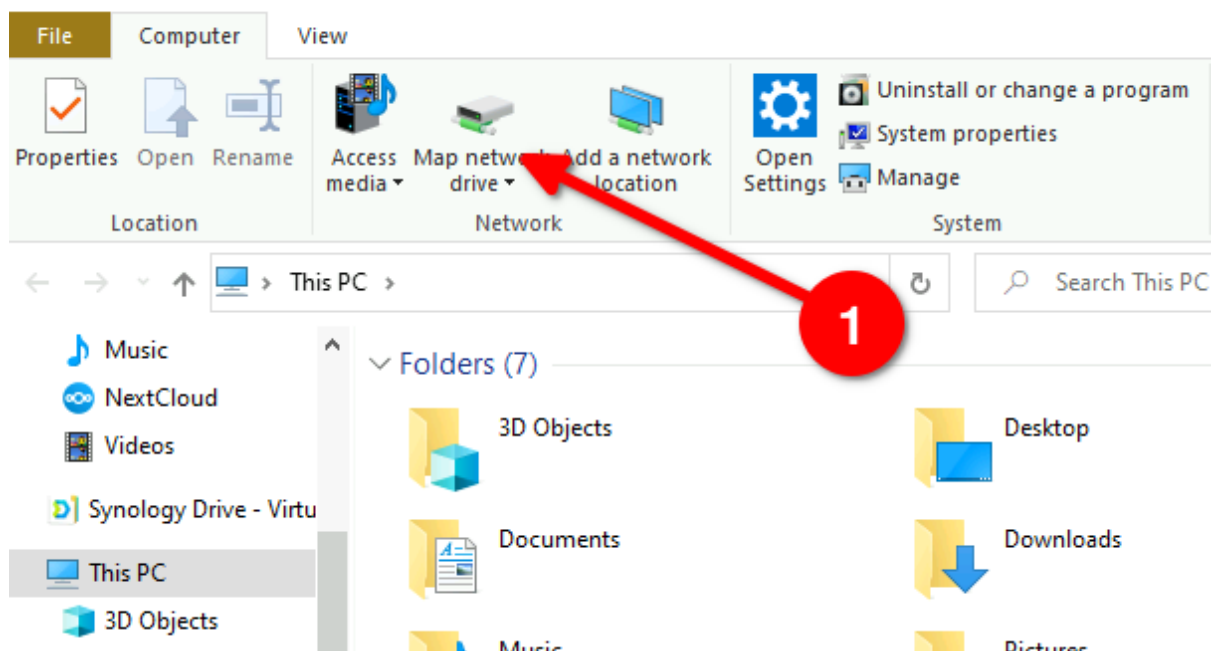 File Computer View
Properties Open Rename Access media Map network drive Add a network location Open Settings
Uninstall or change a program
System properties
Manage
Location Network System
This PC
Search This PC
1
Music
NextCloud
Videos
Synology Drive - Virtu
This PC
3D Objects
Folders (7)
3D Objects Desktop
Documents Downloads
Music Pictures